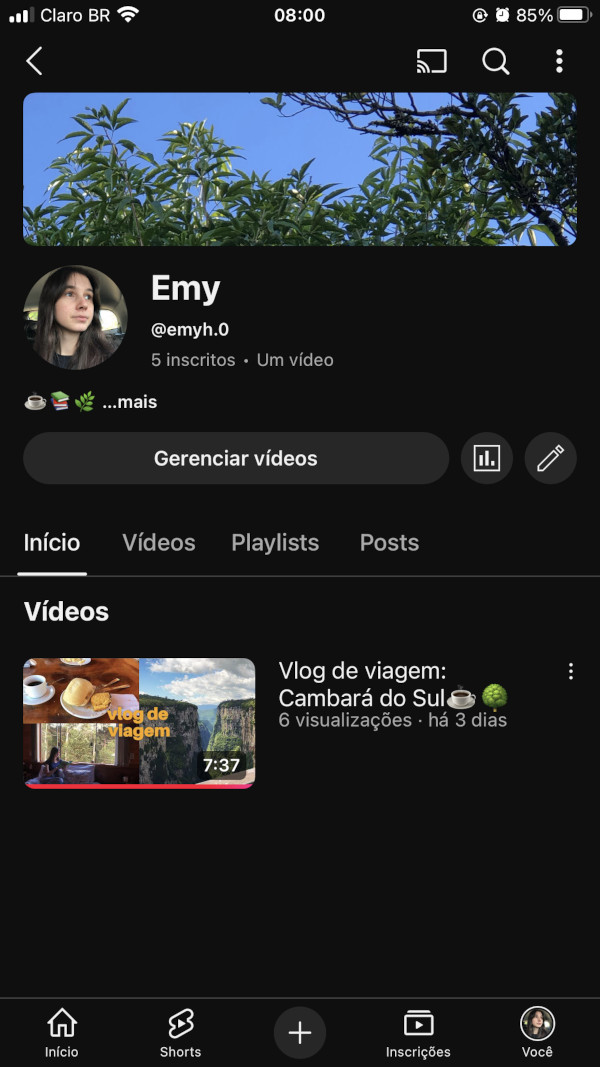 Claro BR 08:00 85%
Emy
@emyh.0
5 inscritos • Um vídeo
☕📚🌿 ...mais
Gerenciar vídeos
Início Vídeos Playlists Posts
Vídeos
vlog de
viagem
7:37
Vlog de viagem:
Cambará do Sul☕🌳
6 visualizações · há 3 dias
Início Shorts Inscrições Você